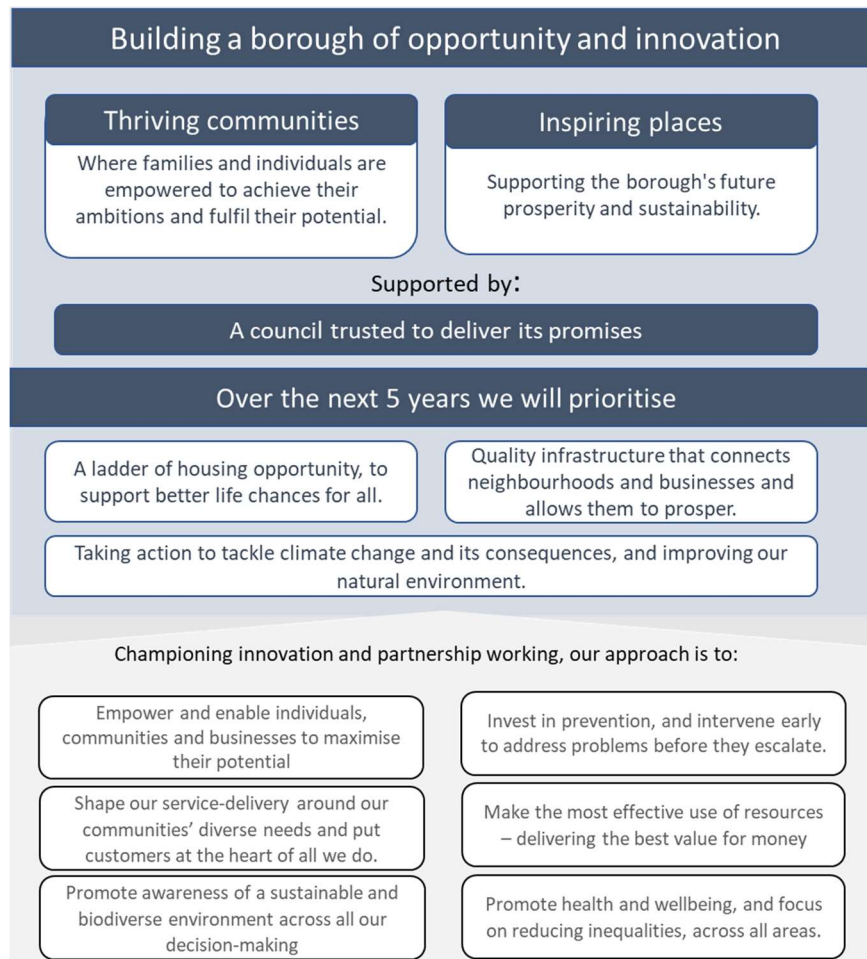 Building a borough of opportunity and innovation
Thriving communities
Where families and individuals are
empowered to achieve their
ambitions and fulfil their potential.
Inspiring places
Supporting the borough's future
prosperity and sustainability.
Supported by:
A council trusted to deliver its promises
Over the next 5 years we will prioritise
A ladder of housing opportunity, to
support better life chances for all.
Quality infrastructure that connects
neighbourhoods and businesses and
allows them to prosper.
Taking action to tackle climate change and its consequences, and improving our
natural environment.
Championing innovation and partnership working, our approach is to:
Empower and enable individuals,
communities and businesses to maximise
their potential
Invest in prevention, and intervene early
to address problems before they escalate.
Shape our service-delivery around our
communities’ diverse needs and put
customers at the heart of all we do.
Make the most effective use of resources
– delivering the best value for money
Promote awareness of a sustainable and
biodiverse environment across all our
decision-making
Promote health and wellbeing, and focus
on reducing inequalities, across all areas.